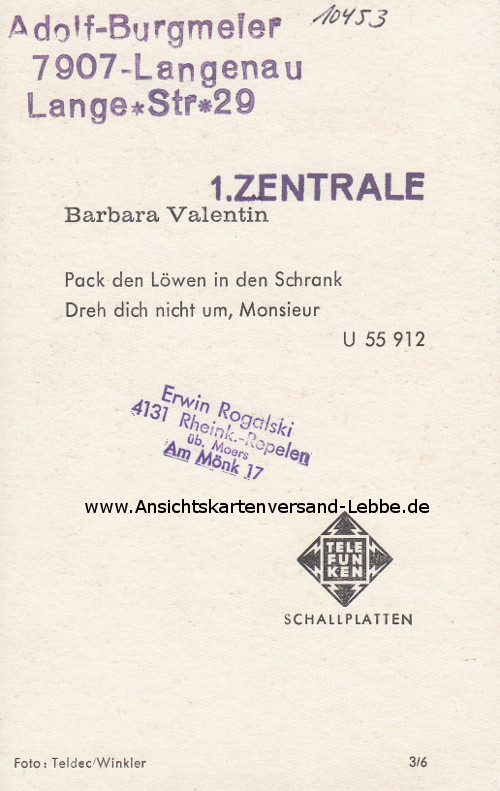 10453
Adolf-Burgmeier
7907-Langenau
Lange*Str*29
1.ZENTRALE
Barbara Valentin
Pack den Löwen in den Schrank
Dreh dich nicht um, Monsieur
U 55 912
Erwin Rogalski
4131 Rheink.-Repelen
üb. Moers
Am Mönk 17
www.Ansichtskartenversand-Lebbe.de
TELE
FUN
KEN
SCHALLPLATTEN
Foto: Teldec/Winkler
3/6